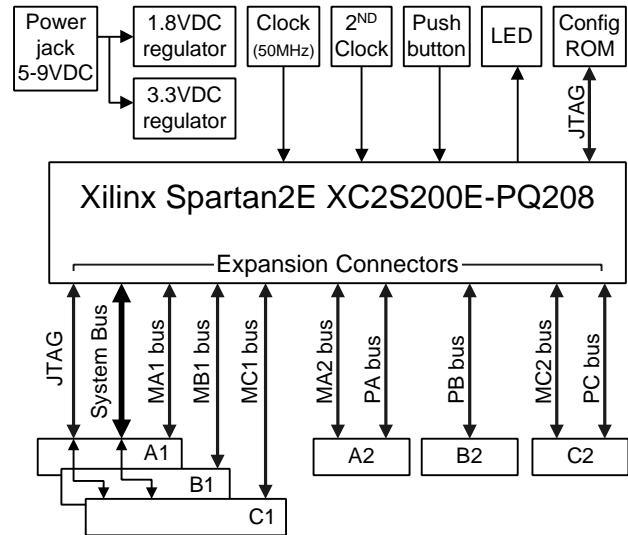 Power
jack
5-9VDC
1.8VDC
regulator
3.3VDC
regulator
Clock
(50MHz)
2ND
Clock
Push
button
LED
Config
ROM
JTAG
Xilinx Spartan2E XC2S200E-PQ208
Expansion Connectors
JTAG
System Bus
MA1 bus
MB1 bus
MC1 bus
MA2 bus
PA bus
PB bus
MC2 bus
PC bus
A1
B1
C1
A2
B2
C2